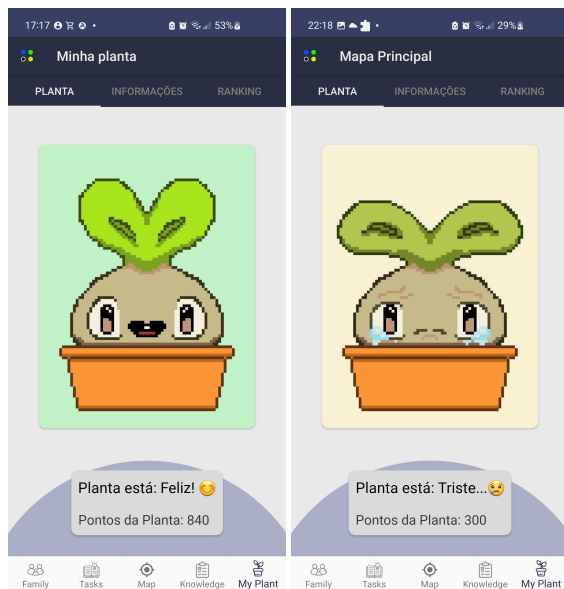 17:17
53%
Minha planta
PLANTA INFORMAÇÕES RANKING
Planta está: Feliz! 😊
Pontos da Planta: 840
Family Tasks Map Knowledge My Plant
22:18
29%
Mapa Principal
PLANTA INFORMAÇÕES RANKING
Planta está: Triste...😢
Pontos da Planta: 300
Family Tasks Map Knowledge My Plant